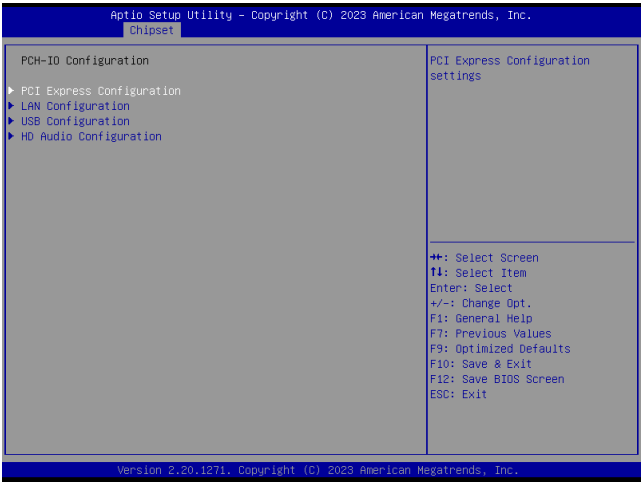 Aptio Setup Utility – Copyright (C) 2023 American Megatrends, Inc.
Chipset
PCH-IO Configuration
PCI Express Configuration
LAN Configuration
USB Configuration
HD Audio Configuration
PCI Express Configuration
settings
→←: Select Screen
↑↓: Select Item
Enter: Select
+/-: Change Opt.
F1: General Help
F7: Previous Values
F9: Optimized Defaults
F10: Save & Exit
F12: Save BIOS Screen
ESC: Exit
Version 2.20.1271. Copyright (C) 2023 American Megatrends, Inc.